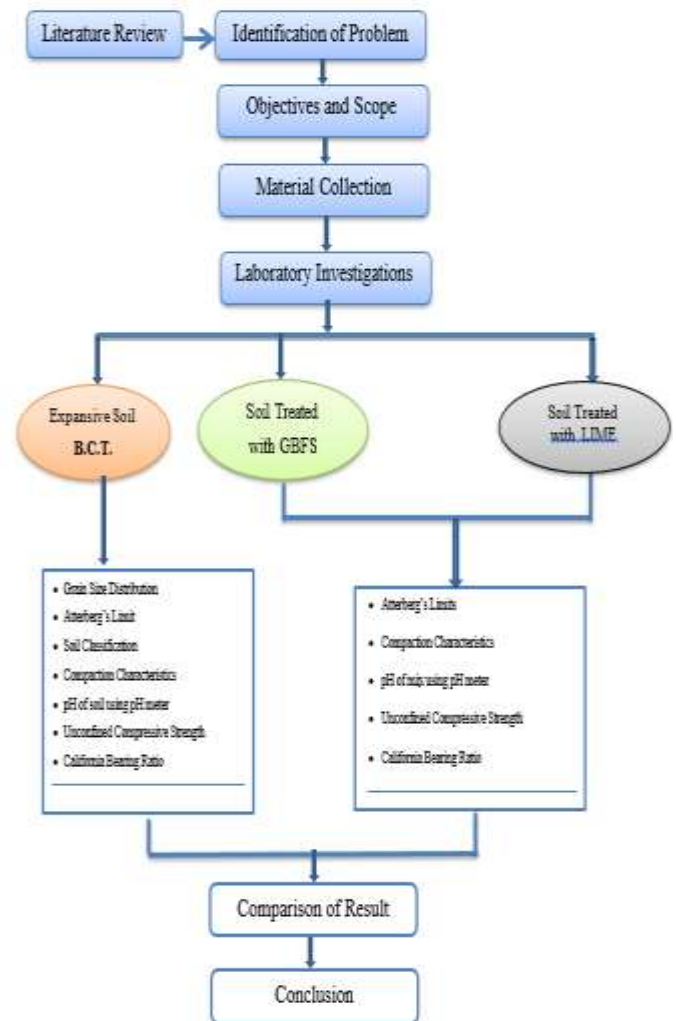 Literature Review
Identification of Problem
Objectives and Scope
Material Collection
Laboratory Investigations
Expansive Soil
B.C.T.
Soil Treated
with GBFS
Soil Treated
with LIME
• Grain Size Distribution
• Atterberg's Limit
• Soil Classification
• Compaction Characteristics
• pH of soil using pH meter
• Unconfined Compressive Strength
• California Bearing Ratio
• Atterberg's Limits
• Compaction Characteristics
• pH of mix using pH meter
• Unconfined Compressive Strength
• California Bearing Ratio
Comparison of Result
Conclusion